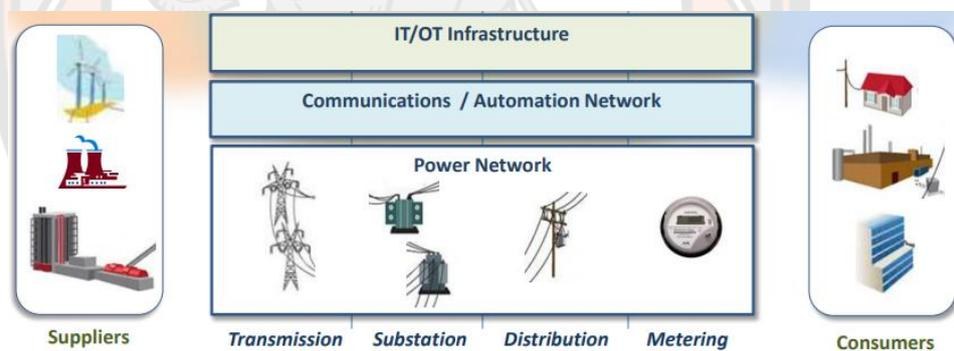 IT/OT Infrastructure
Communications / Automation Network
Power Network
Suppliers
Transmission
Substation
Distribution
Metering
Consumers